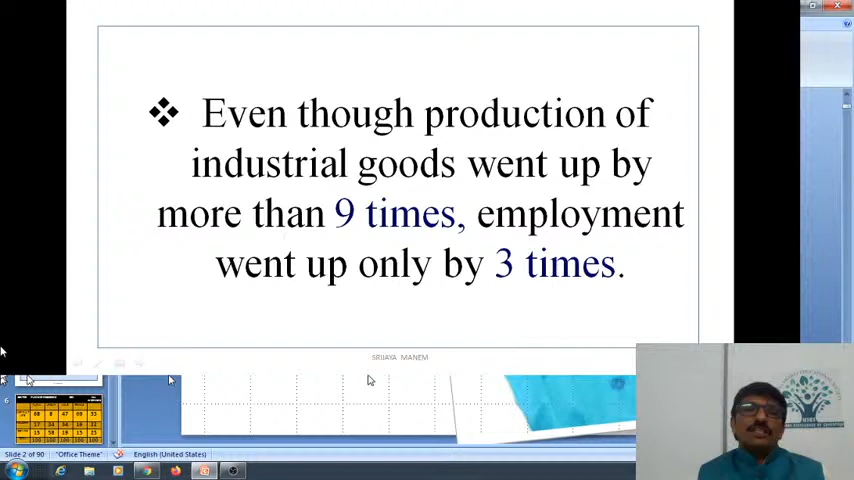 ❖ Even though production of
industrial goods went up by
more than 9 times, employment
went up only by 3 times.
SRIJAYA MANEM
6
Slide 2 of 90
"Office Theme"
English (United States)